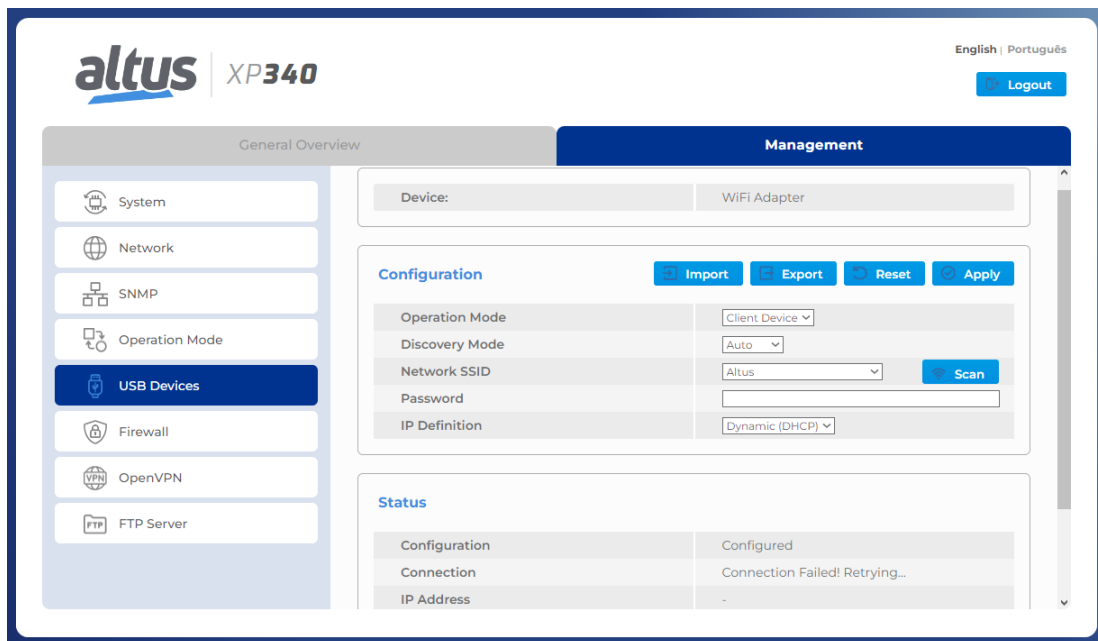 altus XP340
English | Português
Logout
General Overview
Management
System
Network
SNMP
Operation Mode
USB Devices
Firewall
VPN OpenVPN
FTP FTP Server
Device: WiFi Adapter
Configuration Import Export Reset Apply
Operation Mode Client Device
Discovery Mode Auto
Network SSID Altus Scan
Password
IP Definition Dynamic (DHCP)
Status
Configuration Configured
Connection Connection Failed! Retrying...
IP Address -